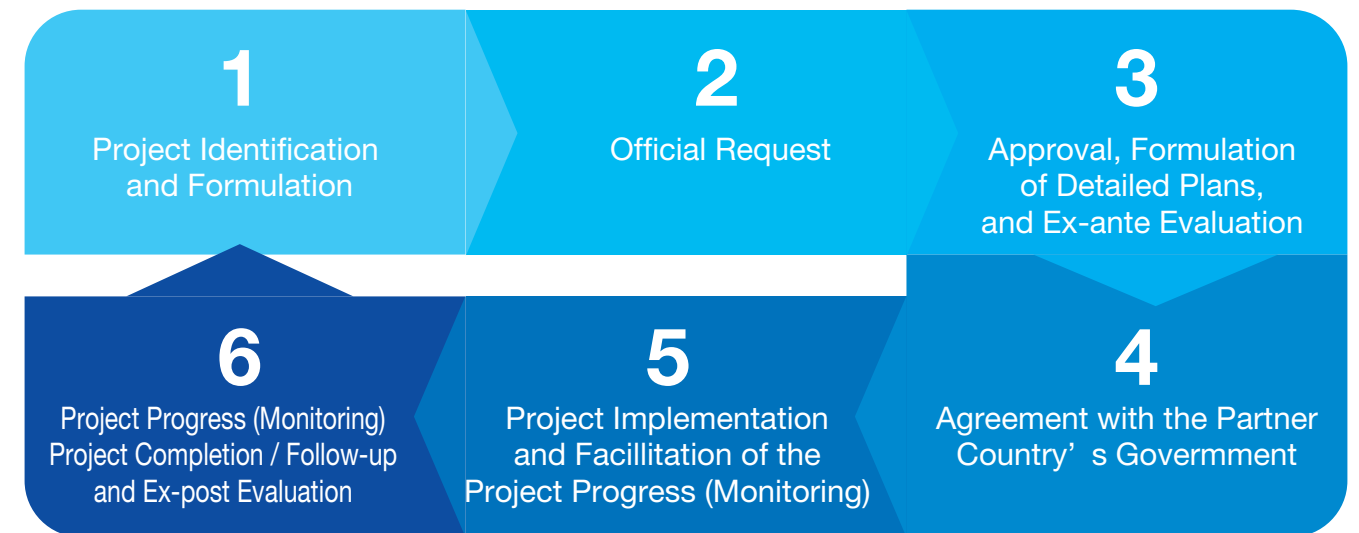 1
Project Identification
and Formulation
2
Official Request
3
Approval, Formulation
of Detailed Plans,
and Ex-ante Evaluation
4
Agreement with the Partner
Country’ s Govermment
5
Project Implementation
and Facillitation of the
Project Progress (Monitoring)
6
Project Progress (Monitoring)
Project Completion / Follow-up
and Ex-post Evaluation